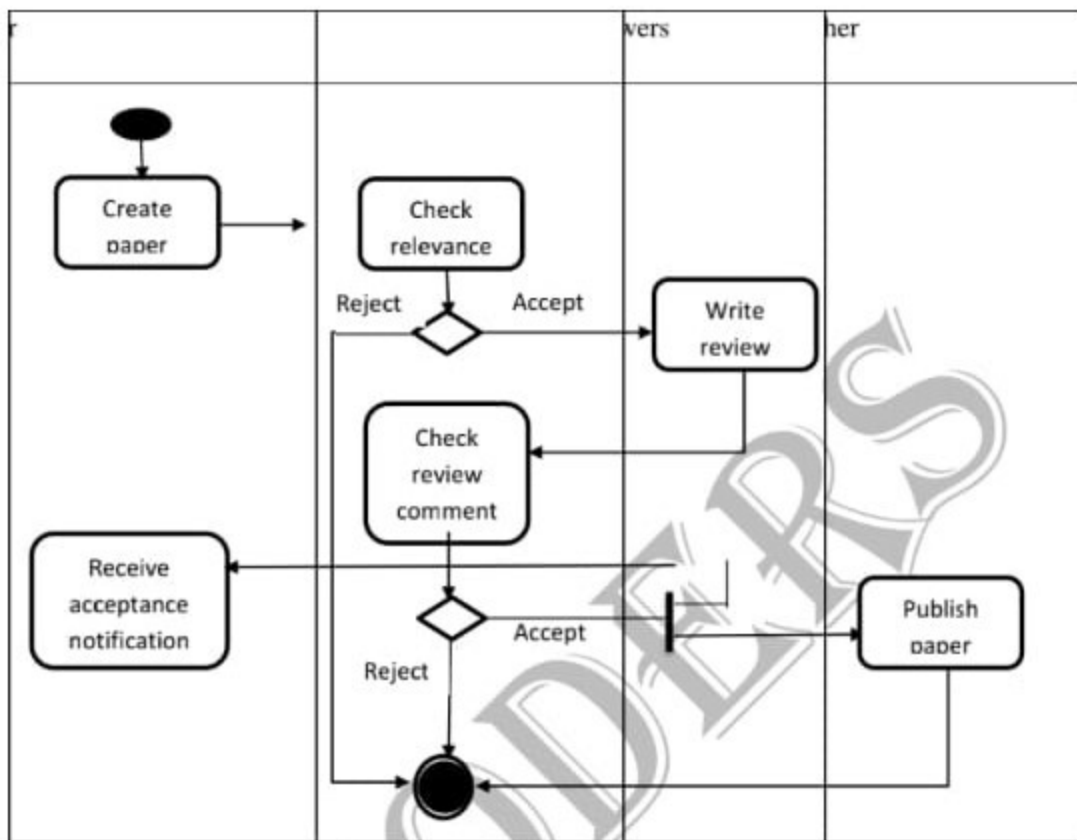 r
vers
her
Create
paper
Check
relevance
Reject
Accept
Write
review
Check
review
comment
Receive
acceptance
notification
Accept
Publish
paper
Reject
ODERS